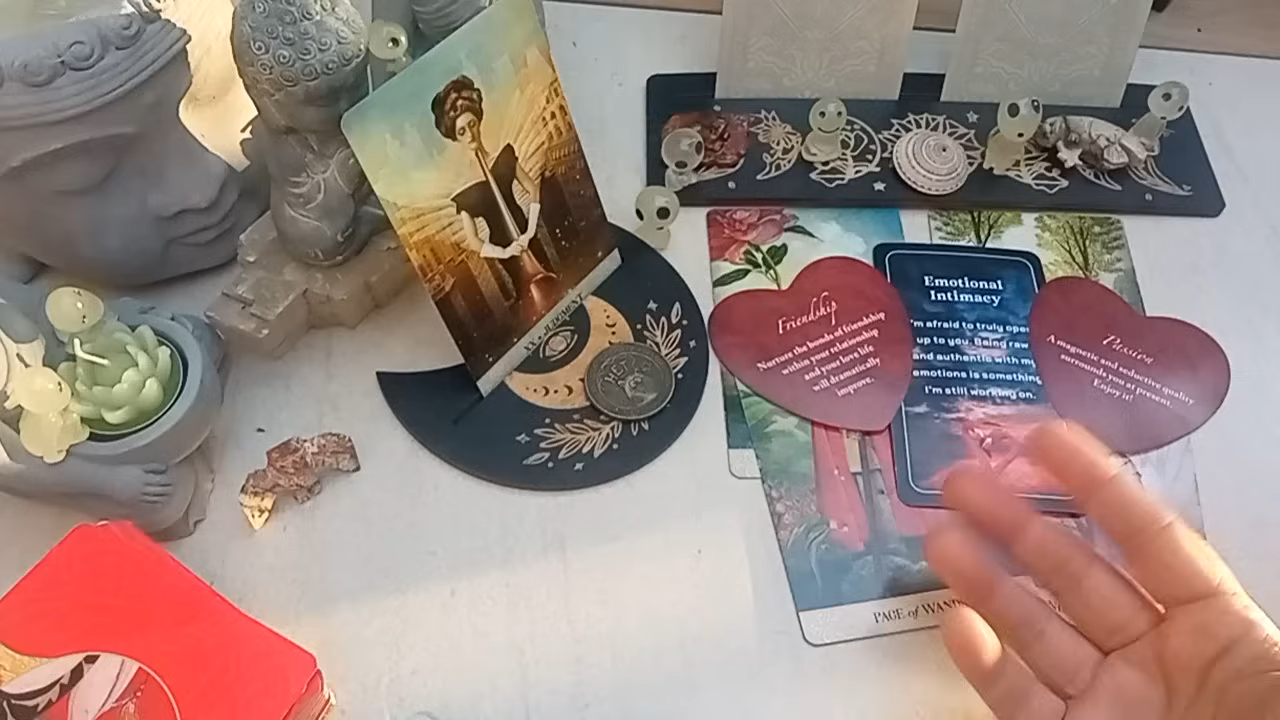 XX • JUDGMENT
Friendship
Nurture the bonds of friendship
within your relationship
and your love life
will dramatically
improve.
Emotional
Intimacy
I'm afraid to truly open
up to you. Being raw
and authentic with my
emotions is something
I'm still working on.
Passion
A magnetic and seductive quality
surrounds you at present.
Enjoy it!
PAGE of